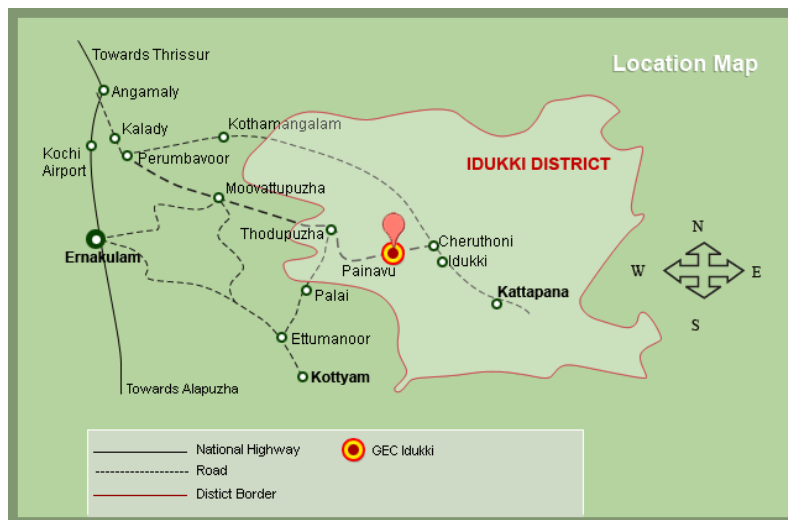 Towards Thrissur
Location Map
Angamaly
Kalady
Kothamangalam
Kochi
Airport
Perumbavoor
IDUKKI DISTRICT
Moovattupuzha
N
Thodupuzha
Cheruthoni
Ernakulam
Idukki
Painavu
W
E
Palai
Kattapana
S
Ettumanoor
Kottyam
Towards Alapuzha
National Highway
GEC Idukki
Road
Distict Border